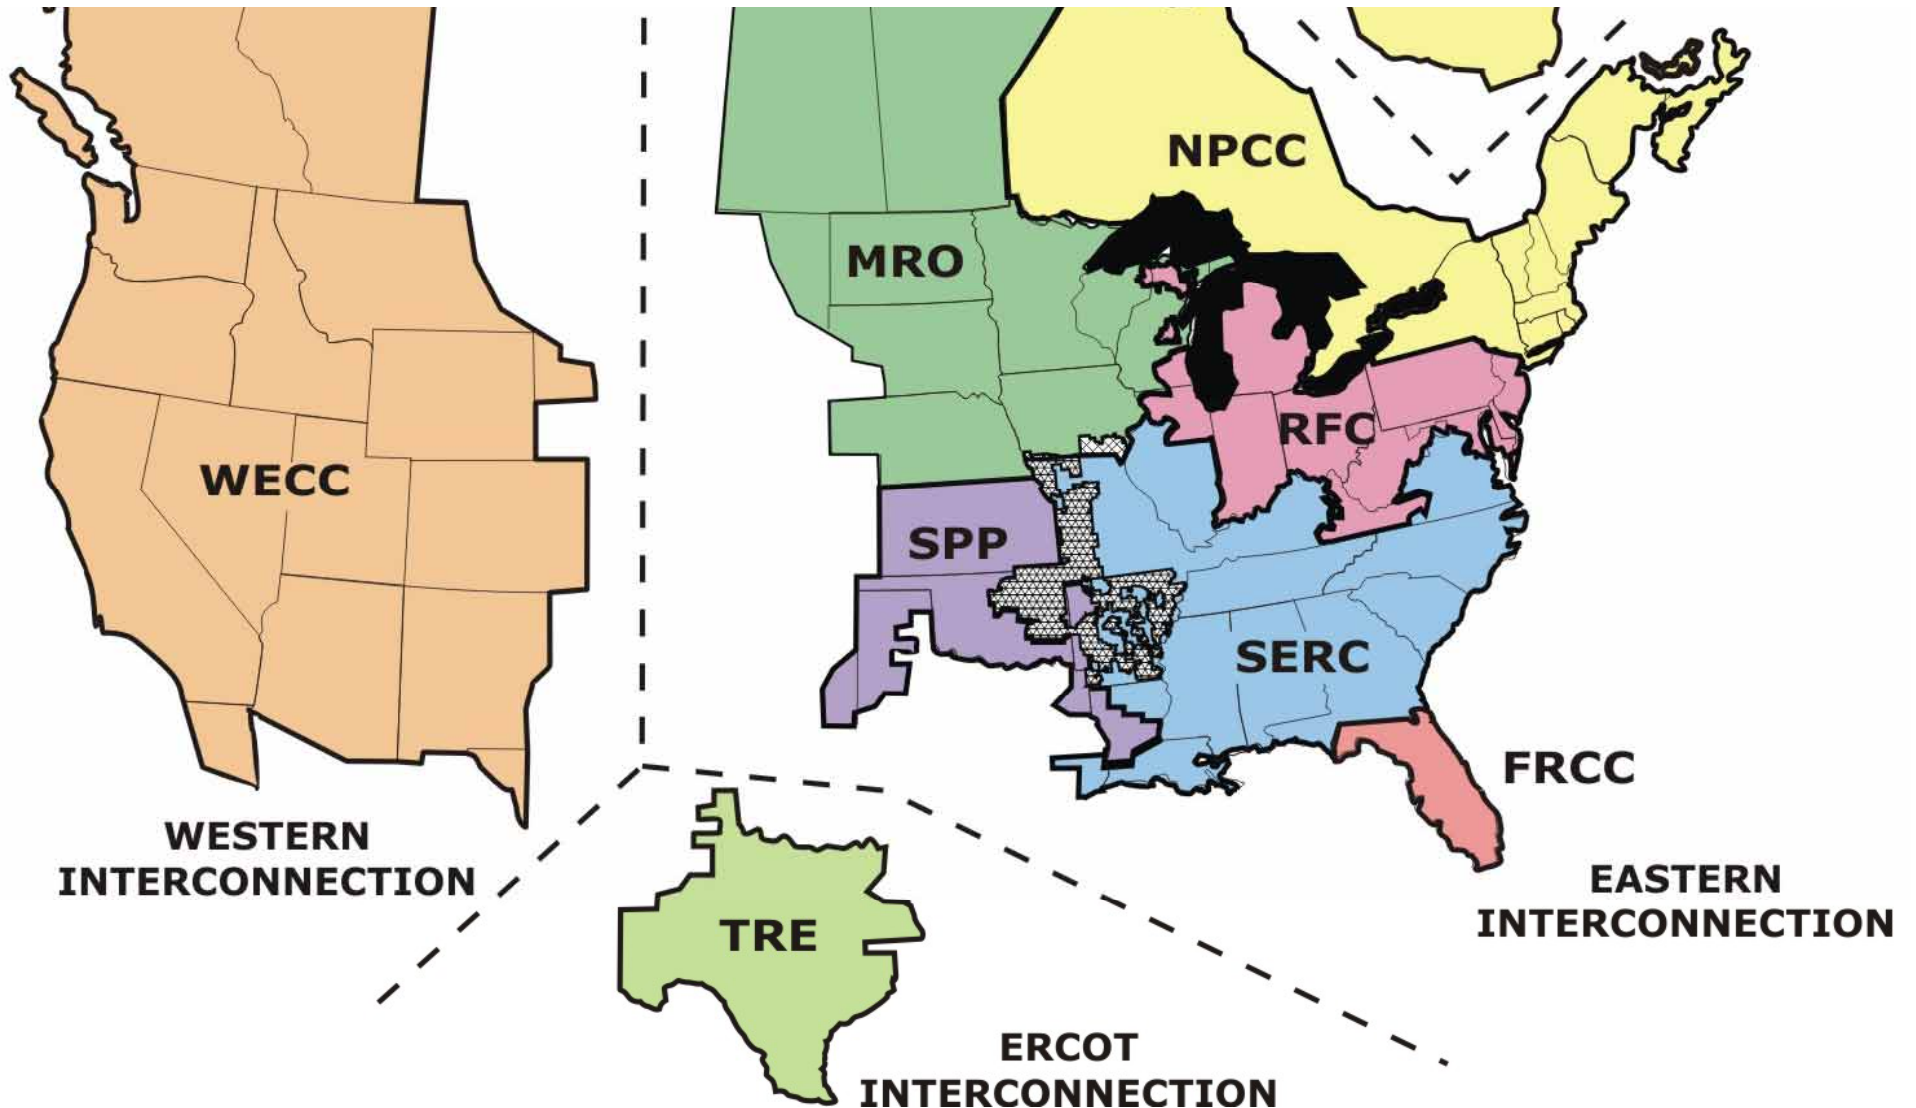 NPCC
MRO
RFC
WECC
SPP
SERC
FRCC
WESTERN
INTERCONNECTION
EASTERN
INTERCONNECTION
TRE
ERCOT
INTERCONNECTION